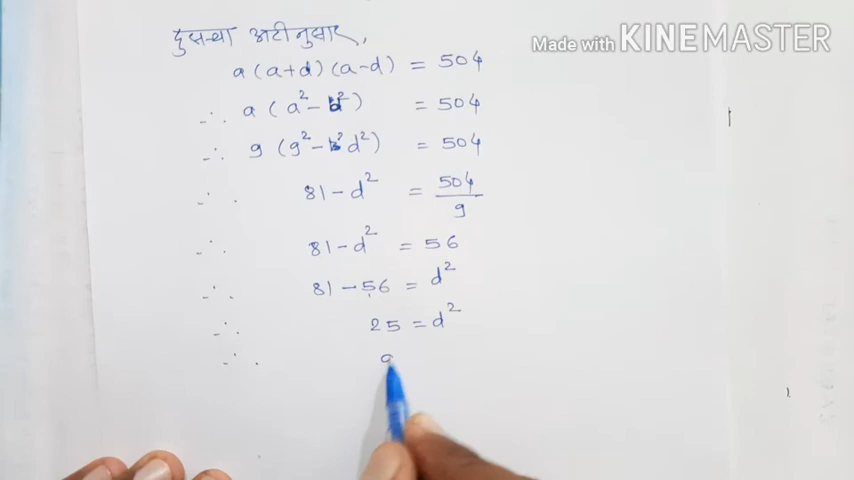 दुसऱ्या अटीनुसार,
Made with KINEMASTER
a (a+d) (a-d) = 504
∴ a (a² - d²) = 504
∴ 9 (9² - d²) = 504
∴ 81 - d² = 504/9
∴ 81 - d² = 56
∴ 81 - 56 = d²
∴ 25 = d²
∴